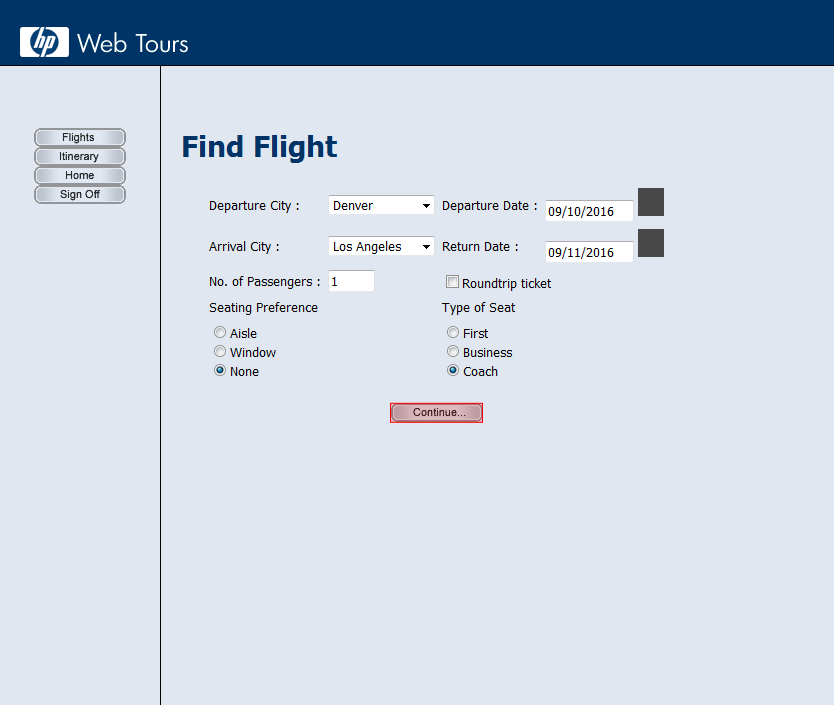 hp Web Tours
Flights
Itinerary
Home
Sign Off
Find Flight
Departure City : Denver Departure Date : 09/10/2016
Arrival City : Los Angeles Return Date : 09/11/2016
No. of Passengers : 1 Roundtrip ticket
Seating Preference Type of Seat
Aisle First
Window Business
None Coach
Continue...